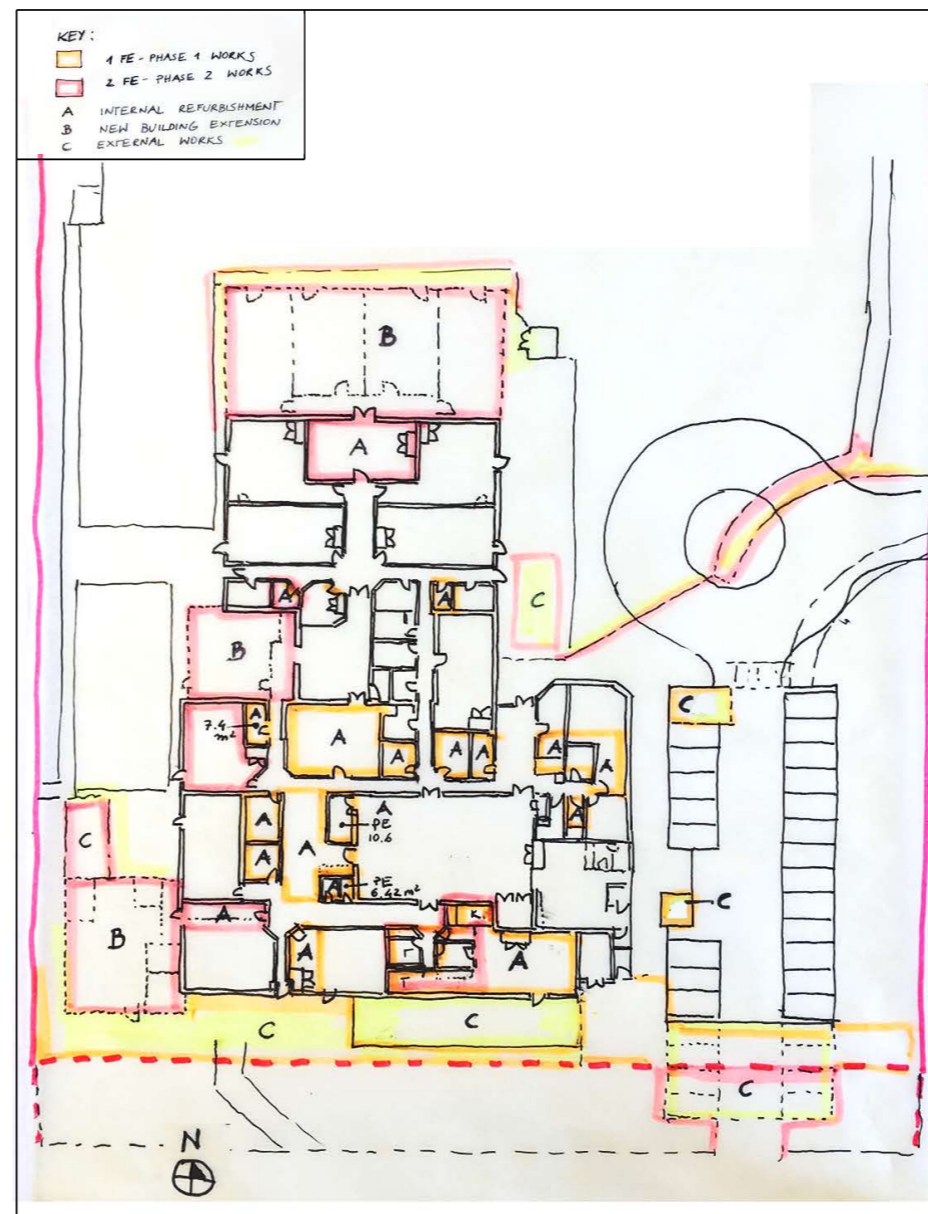 KEY:
1 FE - PHASE 1 WORKS
2 FE - PHASE 2 WORKS
A INTERNAL REFURBISHMENT
B NEW BUILDING EXTENSION
C EXTERNAL WORKS
B
A
A
A
C
B
A
7.4 m²
C
A
A
A
A
A
A
C
A
A
A
PE
10.6
A
C
A
A
PE
6.42 m²
C
A
K.
B
A
A
C
C
C
N